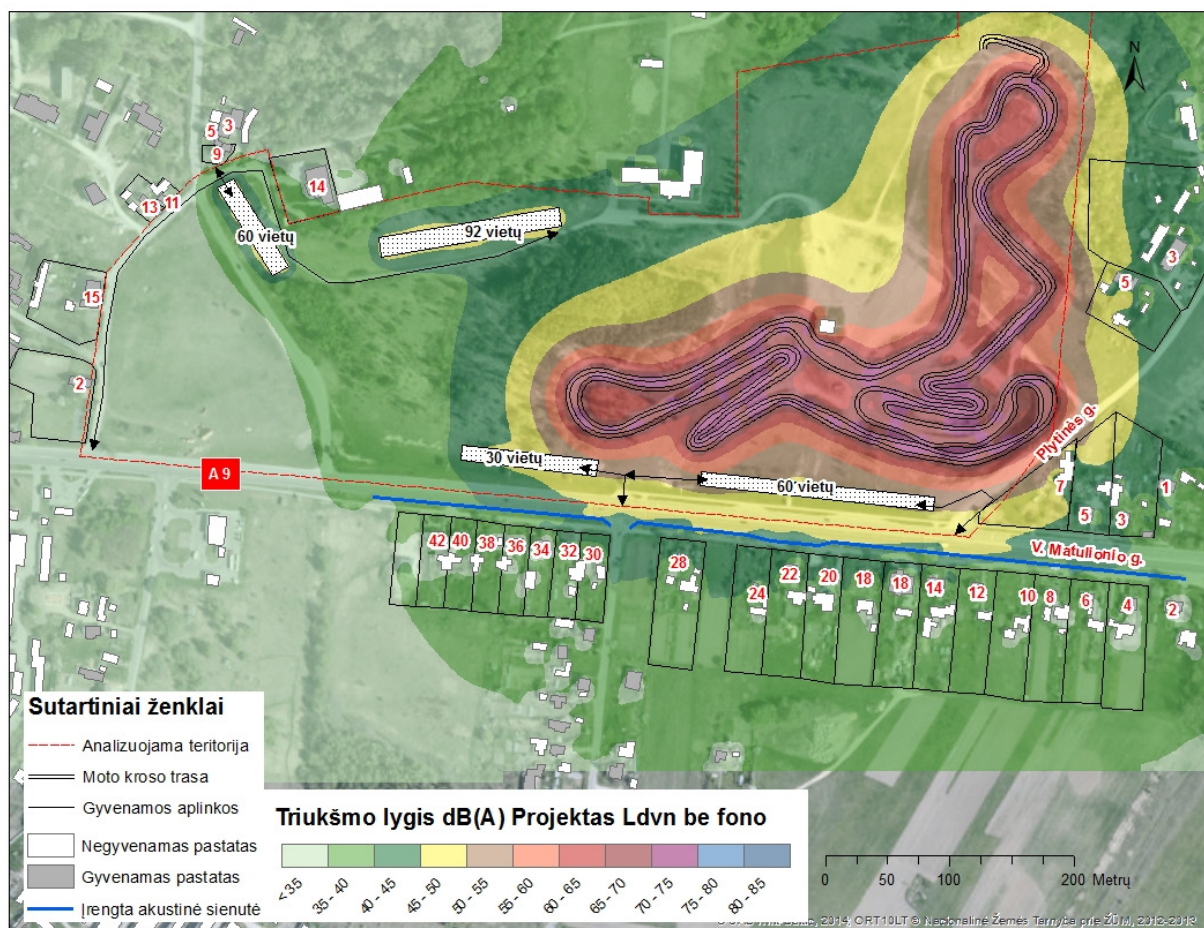 N
5
3
9
14
13
11
60 vietų
92 vietų
15
3
5
2
30 vietų
A 9
60 vietų
Plytinės g.
7
5
3
1
V. Matulionio g.
42
40
38
36
34
32
30
28
24
22
20
18
18
14
12
10
8
6
4
2
Sutartiniai ženklai
Analizuojama teritorija
Moto kroso trasa
Gyvenamos aplinkos
Negyvenamas pastatas
Gyvenamas pastatas
Įrengta akustinė sienutė
Triukšmo lygis dB(A) Projektas Ldvn be fono
<35
35 - 40
40 - 45
45 - 50
50 - 55
55 - 60
60 - 65
65 - 70
70 - 75
75 - 80
80 - 85
0 50 100 200 Metrų
2014, ORT10LT © Nacionalinė Žemės Tarnyba prie ŽŪM, 2012-2013